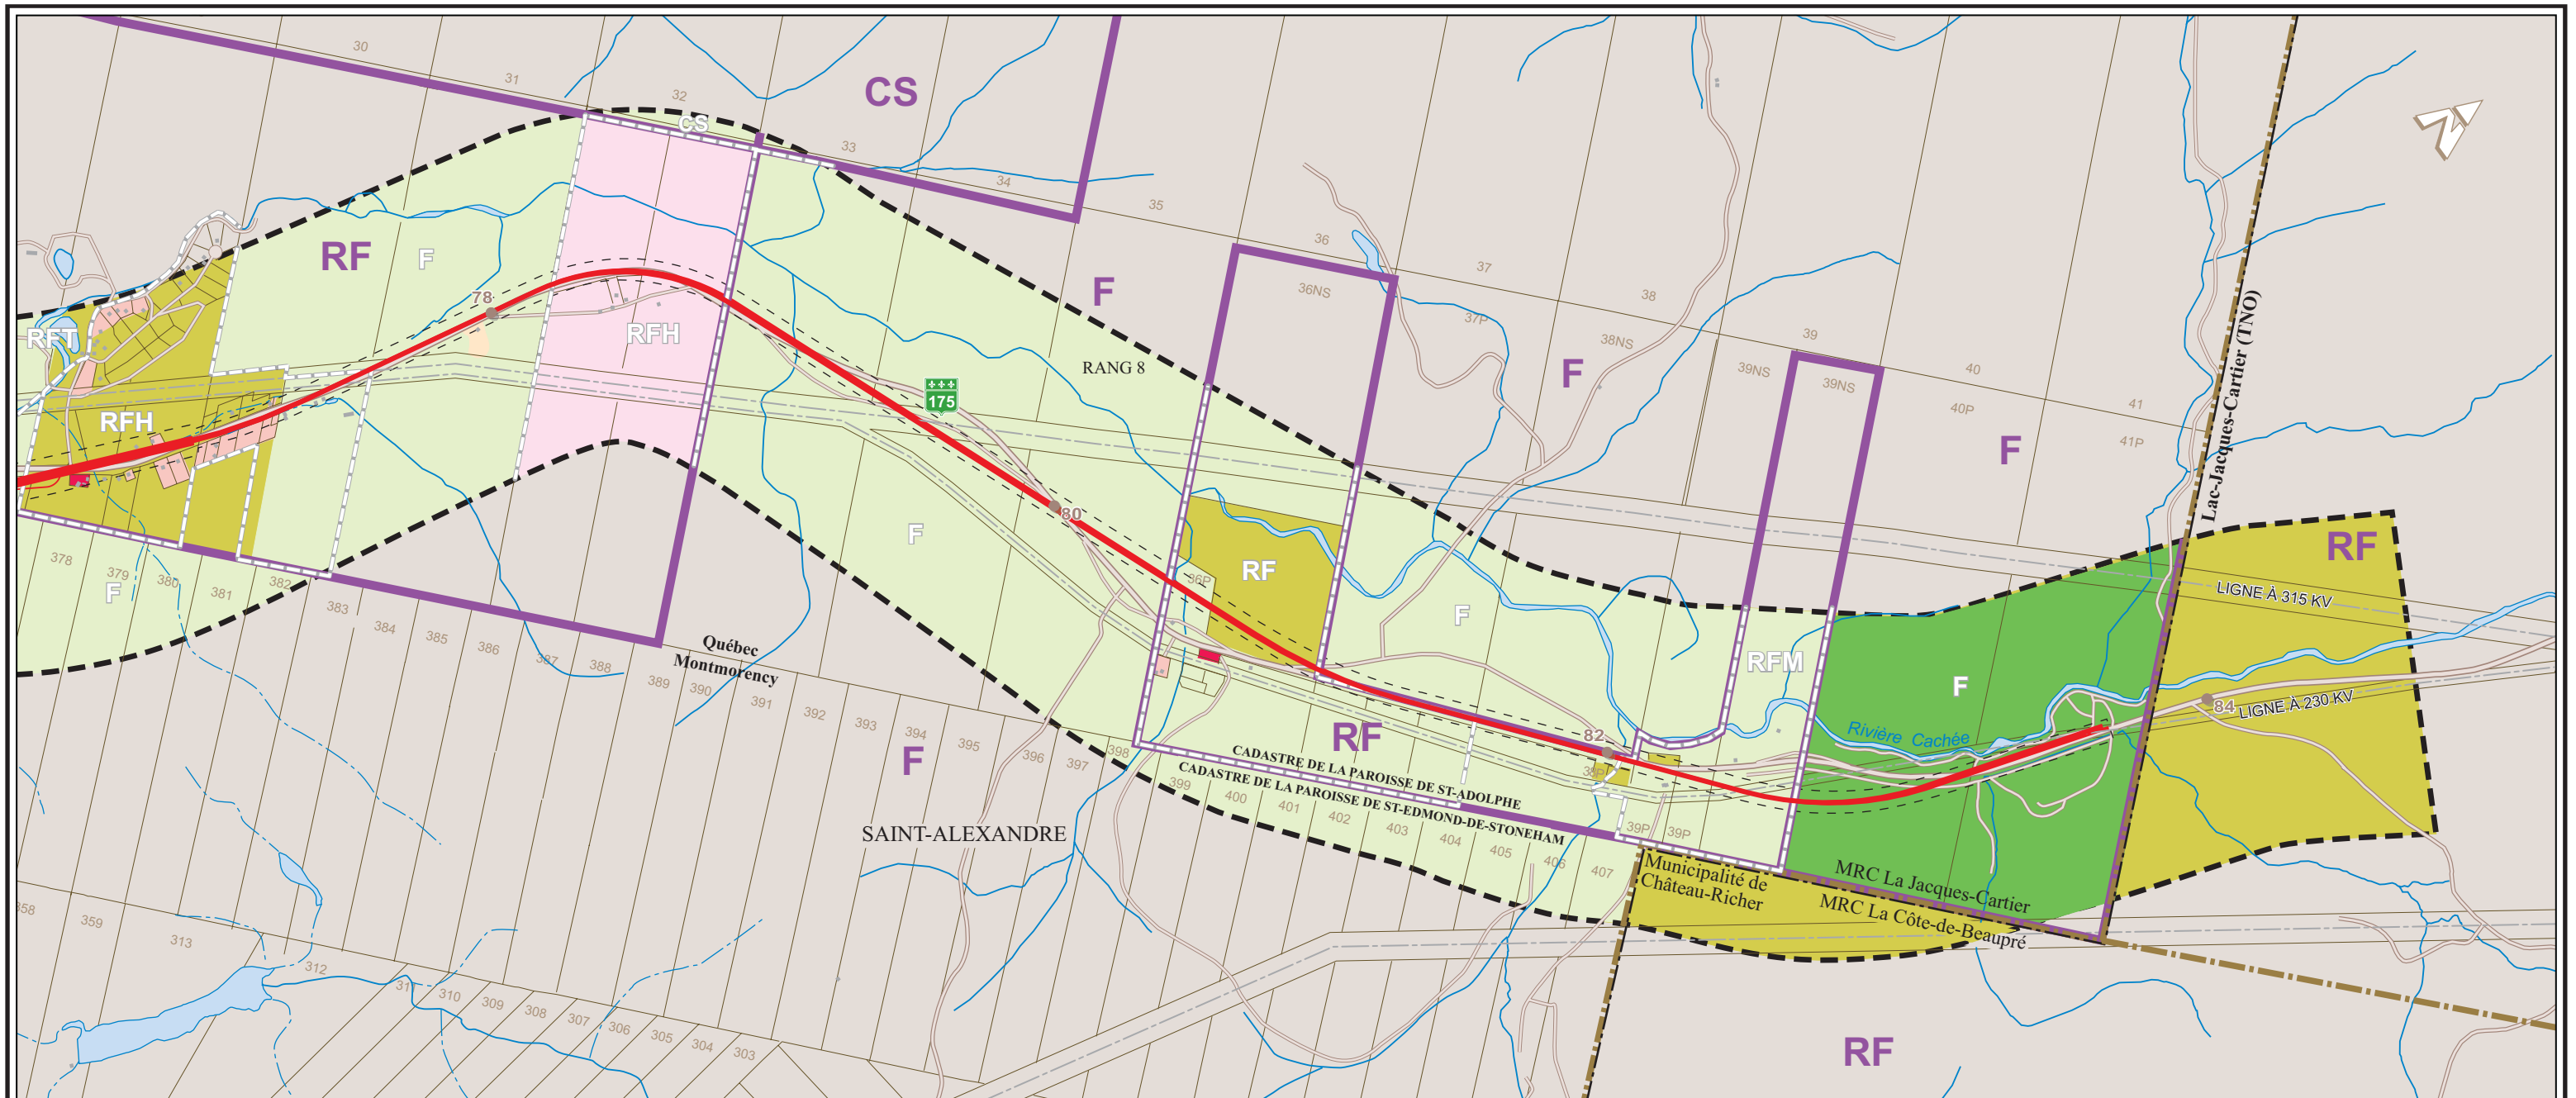 30
31
32
CS
CS
33
34
35
36
37
38
39
40
41
RF
F
F
36NS
37P
38NS
39NS
39NS
40P
41P
F
F
RANG 8
Lac-Jacques-Cartier (TNO)
78
RFT
RFH
RFH
175
80
F
36P
RF
F
RF
LIGNE À 315 KV
378
379
380
381
382
F
383
384
385
386
387
388
Québec
Montmorency
389
390
391
392
393
394
395
396
397
398
F
RFM
F
Rivière Cachée
84
LIGNE À 230 KV
RF
82
38P
CADASTRE DE LA PAROISSE DE ST-ADOLPHE
CADASTRE DE LA PAROISSE DE ST-EDMOND-DE-STONEHAM
399
400
401
402
403
404
405
406
407
39P
39P
SAINT-ALEXANDRE
Municipalité de
Château-Richer
MRC La Jacques-Cartier
MRC La Côte-de-Beaupré
358
359
313
312
311
310
309
308
307
306
305
304
303
RF